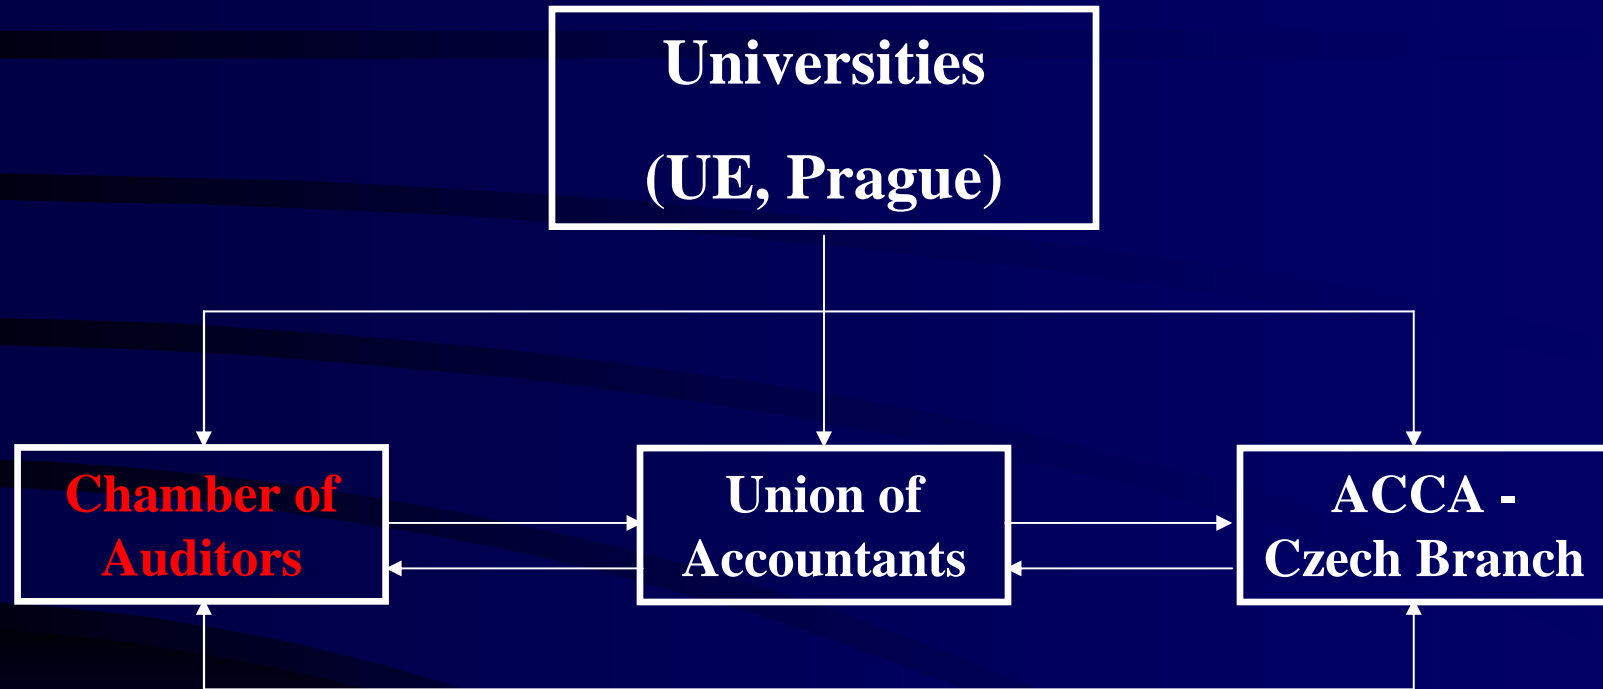 Universities
(UE, Prague)
Chamber of
Auditors
Union of
Accountants
ACCA -
Czech Branch